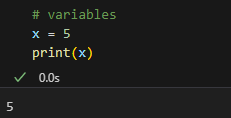 # variables
x = 5
print(x)
0.0s
5